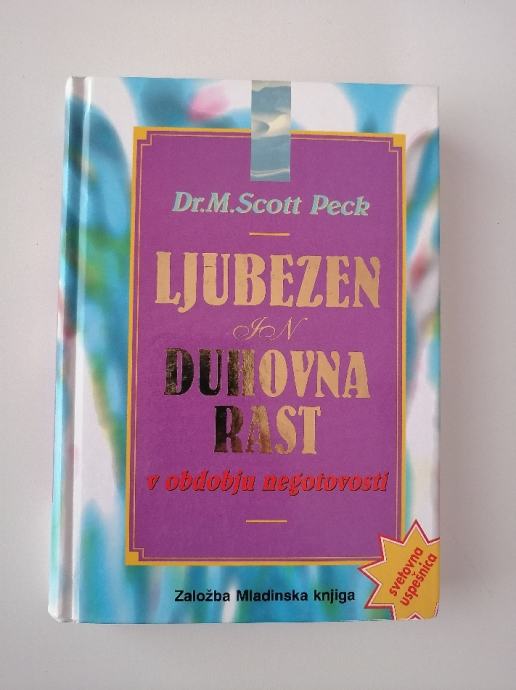 Dr.M.Scott Peck
LJUBEZEN
IN
DUHOVNA
RAST
v obdobju negotovosti
Založba Mladinska knjiga
svetovna
uspešnica